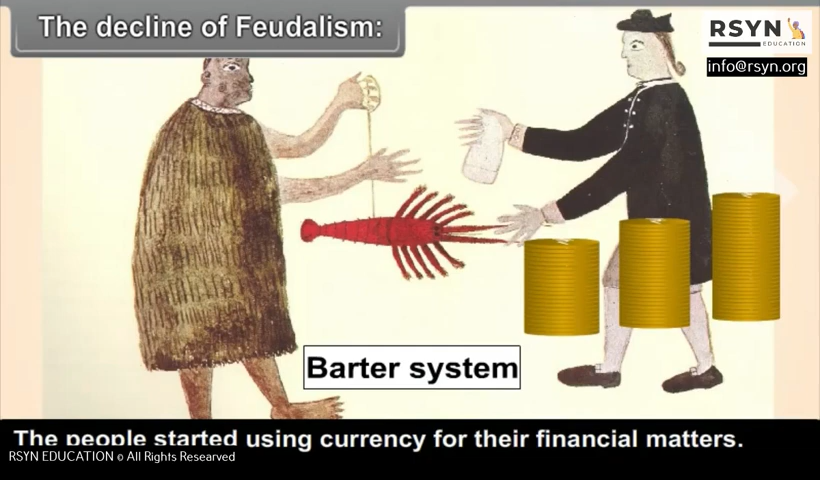 The decline of Feudalism:
RSYN
EDUCATION
info@rsyn.org
Barter system
The people started using currency for their financial matters.
RSYN EDUCATION © All Rights Researved